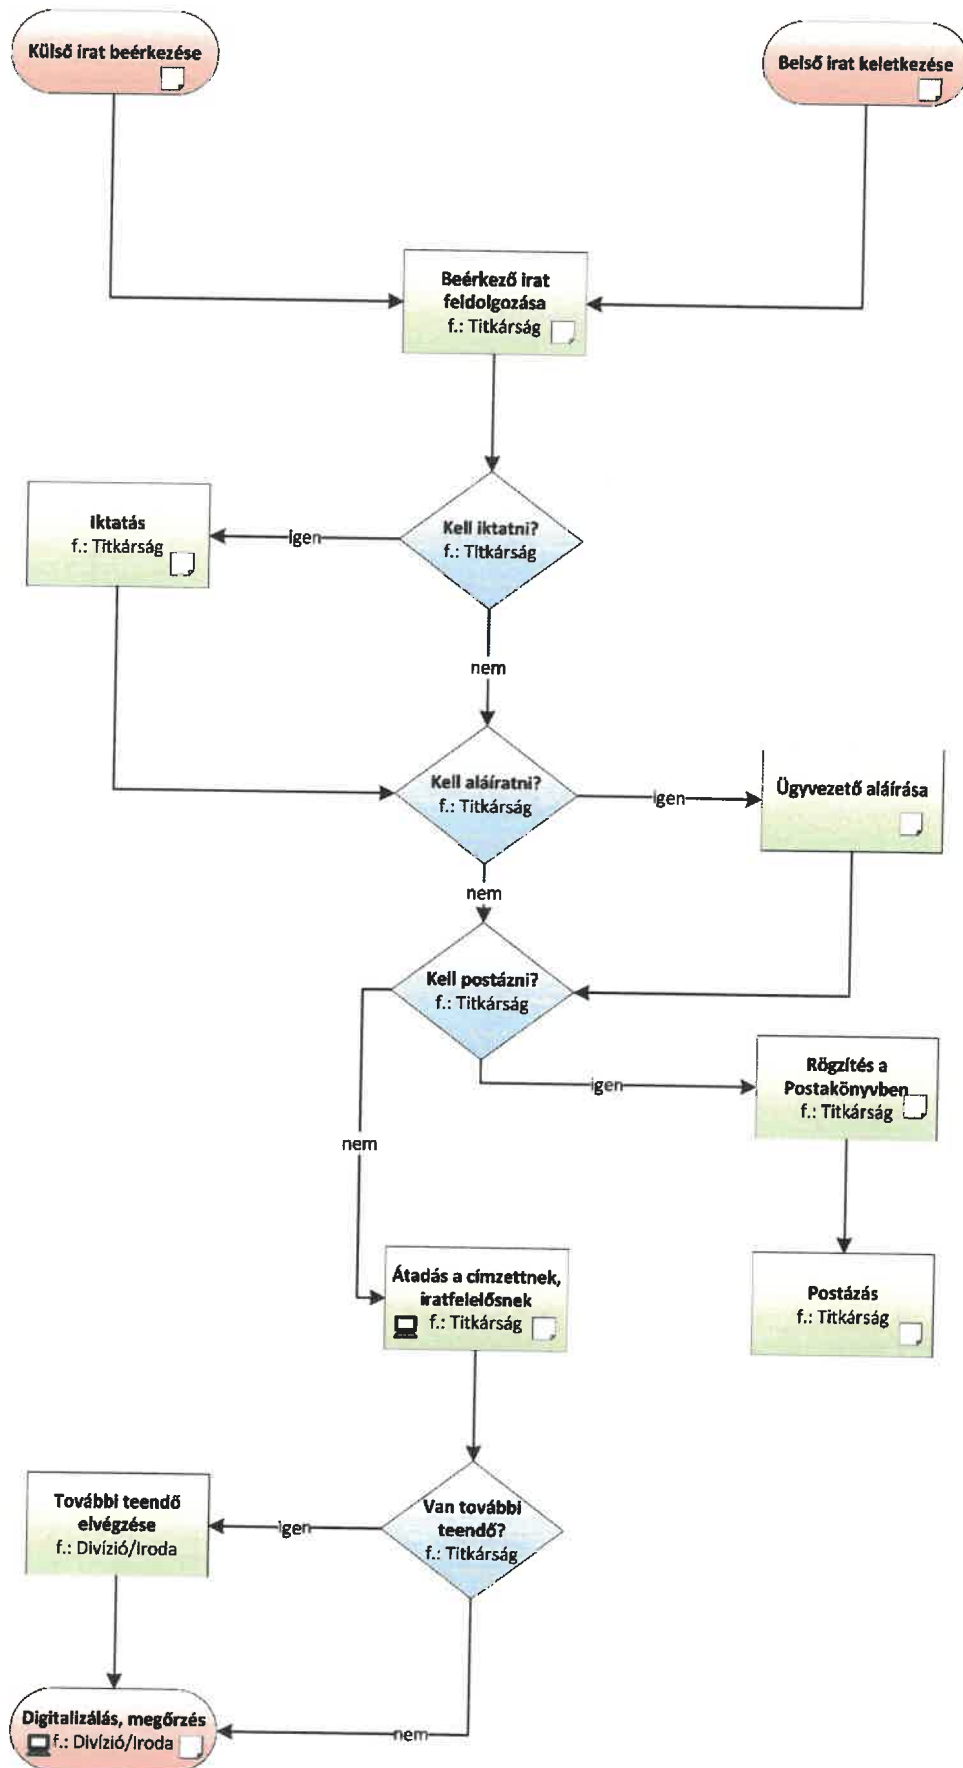 Külső irat beérkezése
Belső irat keletkezése
Beérkező irat
feldolgozása
f.: Titkárság
Kell iktatni?
f.: Titkárság
igen
Iktatás
f.: Titkárság
nem
Kell aláíratni?
f.: Titkárság
igen
Ügyvezető aláírása
nem
Kell postázni?
f.: Titkárság
igen
Rögzítés a
Postakönyvben
f.: Titkárság
nem
Átadás a címzettnek,
iratfelelősnek
f.: Titkárság
Postázás
f.: Titkárság
Van további
teendő?
f.: Titkárság
igen
További teendő
elvégzése
f.: Divízió/Iroda
nem
Digitalizálás, megőrzés
f.: Divízió/Iroda